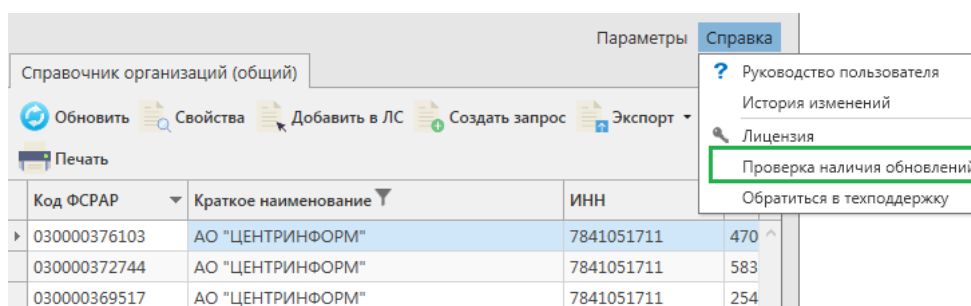 Параметры Справка
Справочник организаций (общий)
? Руководство пользователя
История изменений
Лицензия
Проверка наличия обновлений
Обратиться в техподдержку
Обновить Свойства Добавить в ЛС Создать запрос Экспорт
Печать
Код ФСРАР Краткое наименование ИНН
030000376103 АО "ЦЕНТРИНФОРМ" 7841051711 470
030000372744 АО "ЦЕНТРИНФОРМ" 7841051711 583
030000369517 АО "ЦЕНТРИНФОРМ" 7841051711 254